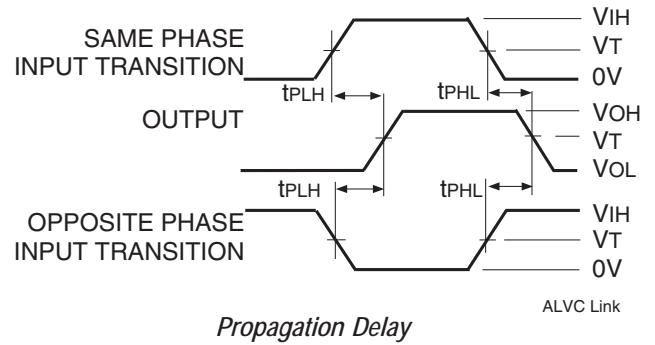 SAME PHASE
INPUT TRANSITION
VIH
VT
0V
tPLH
tPHL
OUTPUT
VOH
VT
VOL
tPLH
tPHL
OPPOSITE PHASE
INPUT TRANSITION
VIH
VT
0V
ALVC Link
Propagation Delay